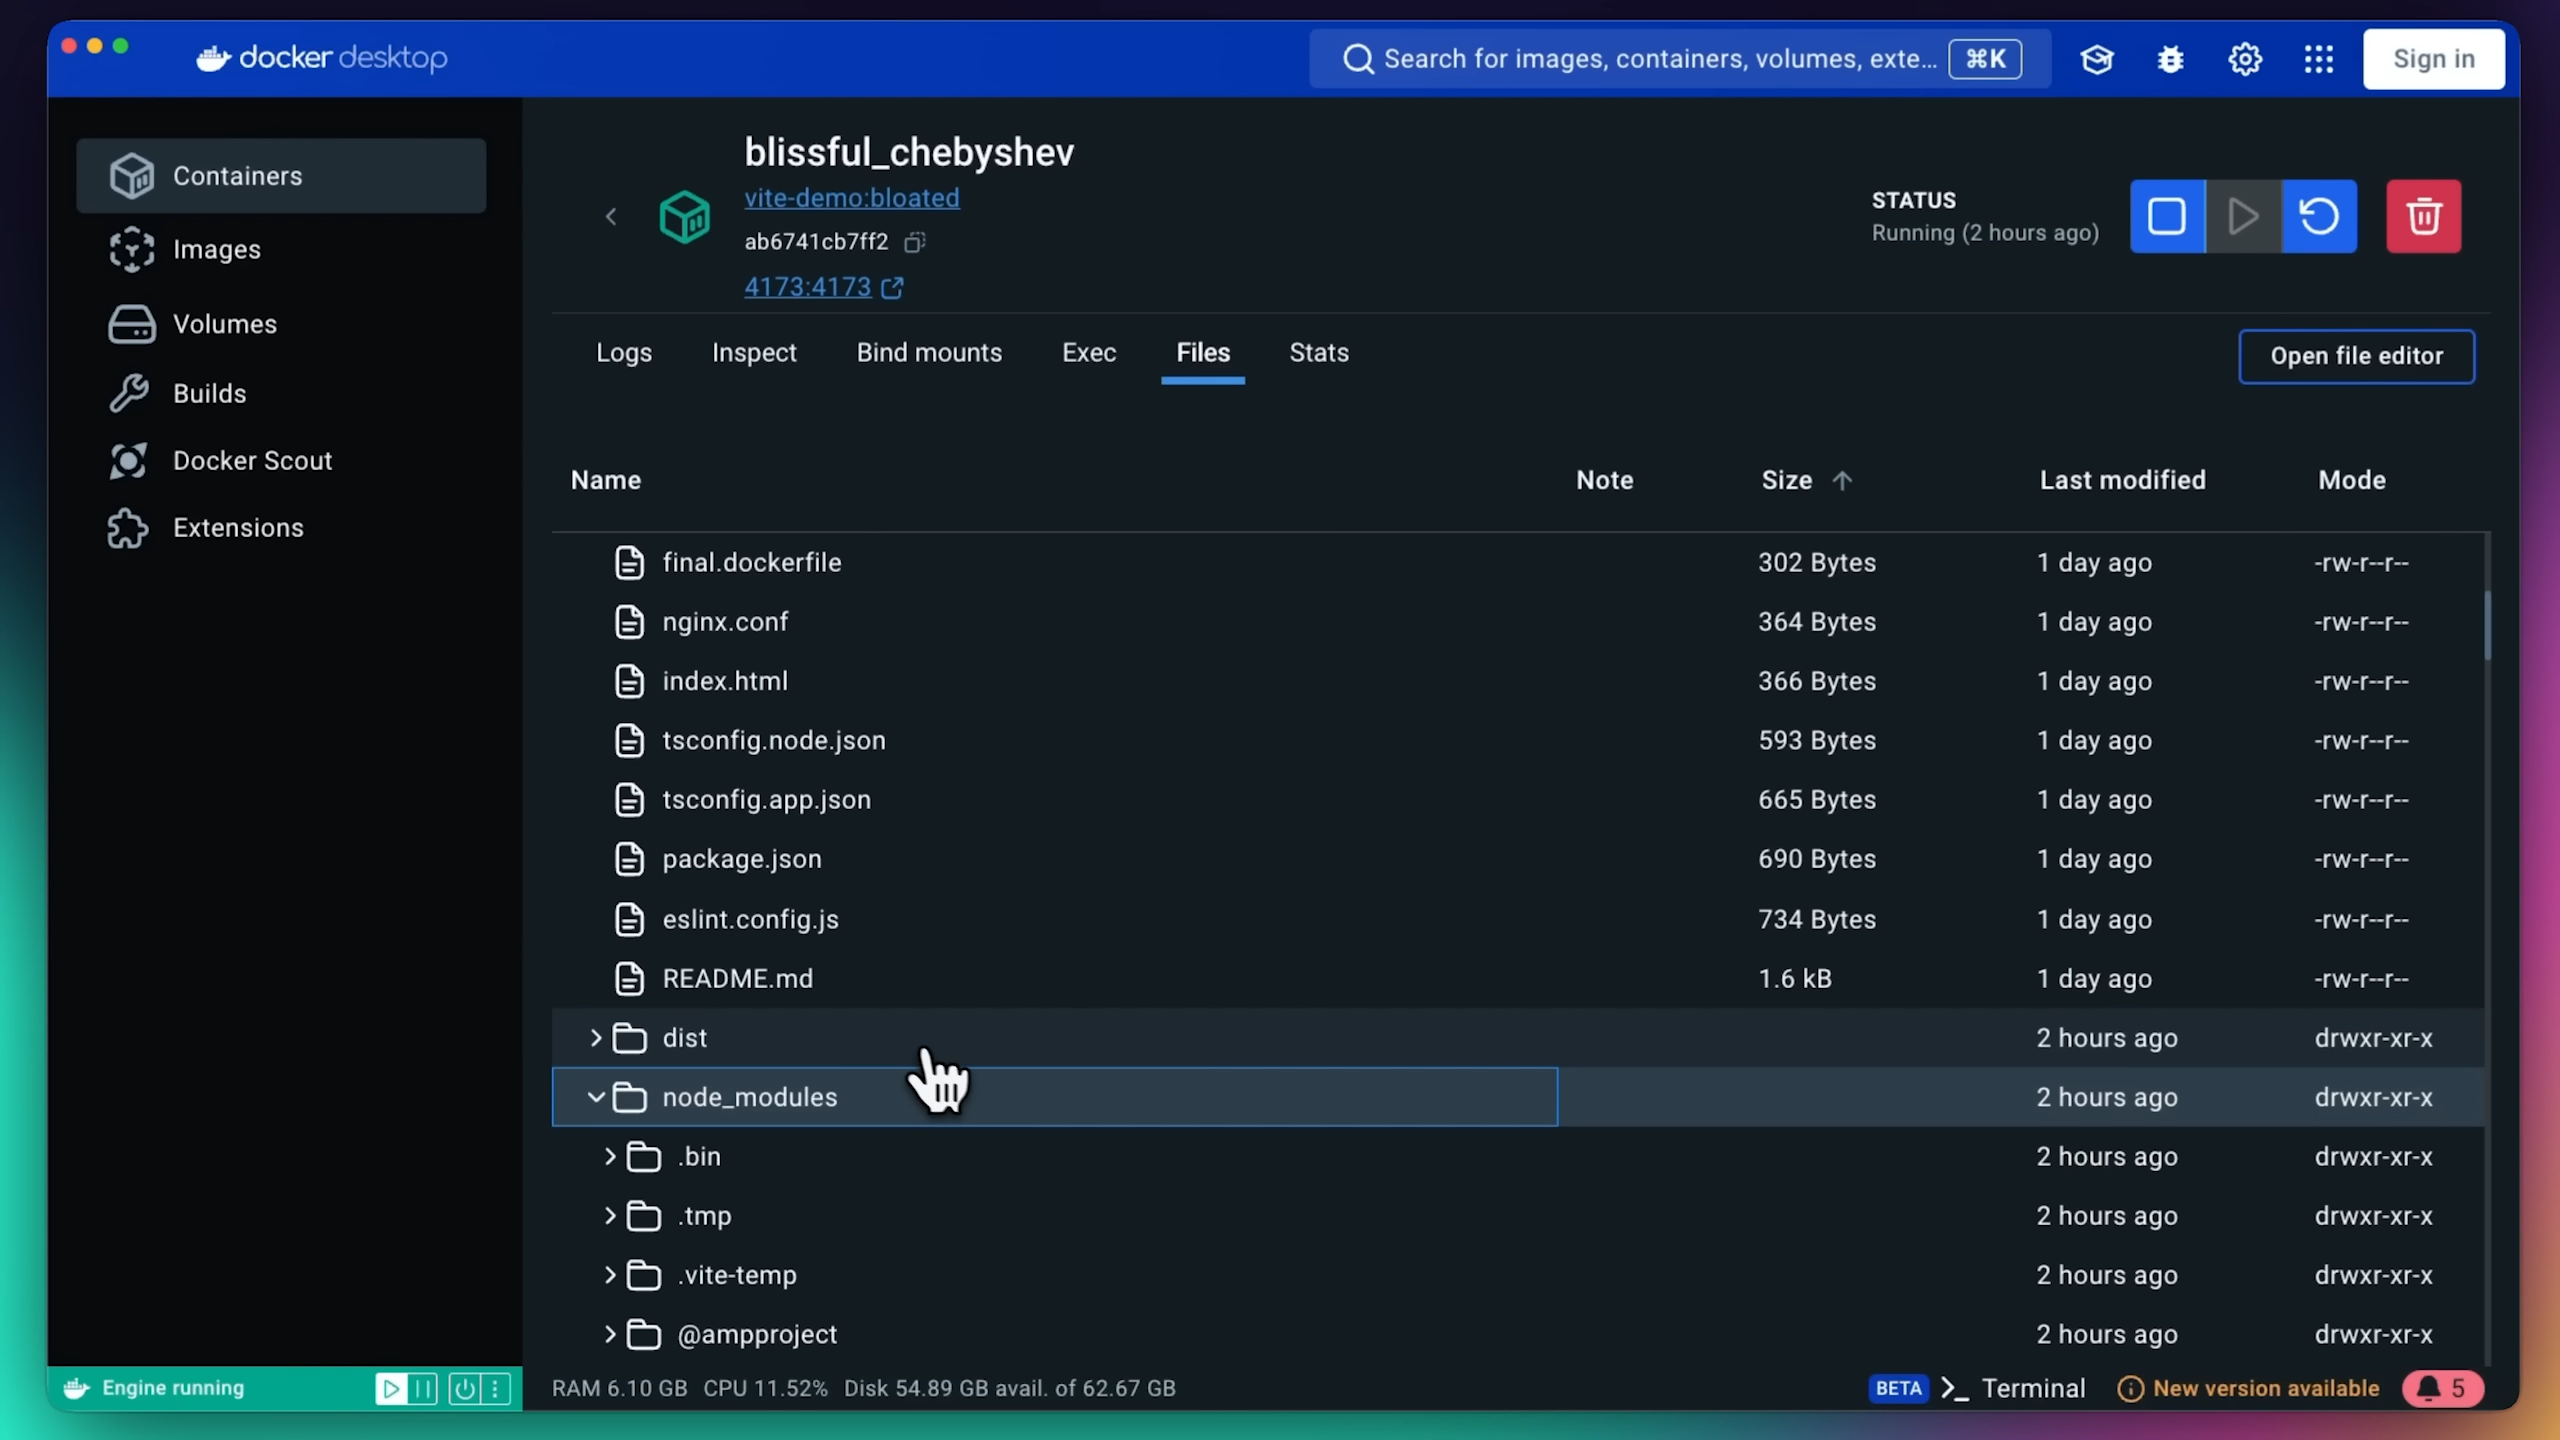 docker desktop
Search for images, containers, volumes, exte... ⌘K
Sign in
Containers
Images
Volumes
Builds
Docker Scout
Extensions
blissful_chebyshev
vite-demo:bloated
ab6741cb7ff2
4173:4173
STATUS
Running (2 hours ago)
Logs Inspect Bind mounts Exec Files Stats
Open file editor
Name Note Size Last modified Mode
final.dockerfile 302 Bytes 1 day ago -rw-r--r--
nginx.conf 364 Bytes 1 day ago -rw-r--r--
index.html 366 Bytes 1 day ago -rw-r--r--
tsconfig.node.json 593 Bytes 1 day ago -rw-r--r--
tsconfig.app.json 665 Bytes 1 day ago -rw-r--r--
package.json 690 Bytes 1 day ago -rw-r--r--
eslint.config.js 734 Bytes 1 day ago -rw-r--r--
README.md 1.6 kB 1 day ago -rw-r--r--
dist 2 hours ago drwxr-xr-x
node_modules 2 hours ago drwxr-xr-x
.bin 2 hours ago drwxr-xr-x
.tmp 2 hours ago drwxr-xr-x
.vite-temp 2 hours ago drwxr-xr-x
@ampproject 2 hours ago drwxr-xr-x
Engine running
RAM 6.10 GB CPU 11.52% Disk 54.89 GB avail. of 62.67 GB
BETA >_ Terminal
New version available
5